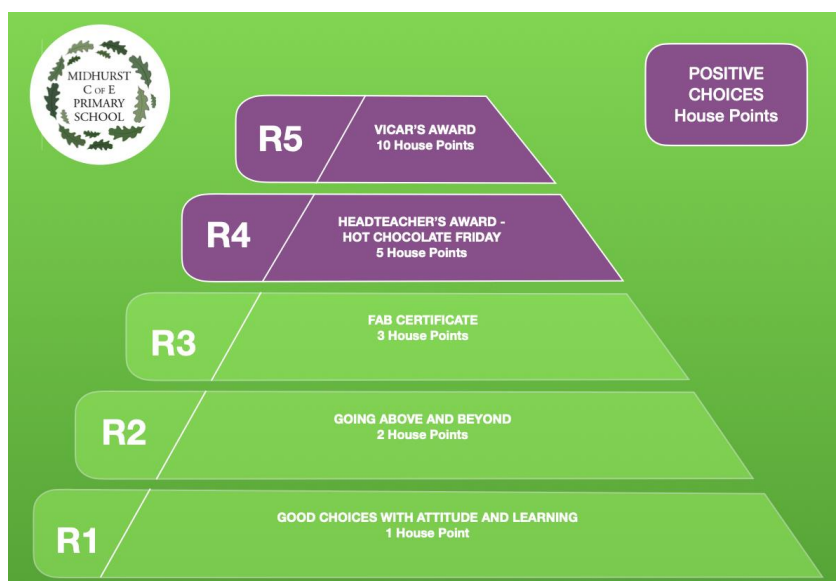 MIDHURST
C OF E
PRIMARY
SCHOOL
POSITIVE
CHOICES
House Points
R5
VICAR'S AWARD
10 House Points
R4
HEADTEACHER'S AWARD -
HOT CHOCOLATE FRIDAY
5 House Points
R3
FAB CERTIFICATE
3 House Points
R2
GOING ABOVE AND BEYOND
2 House Points
R1
GOOD CHOICES WITH ATTITUDE AND LEARNING
1 House Point